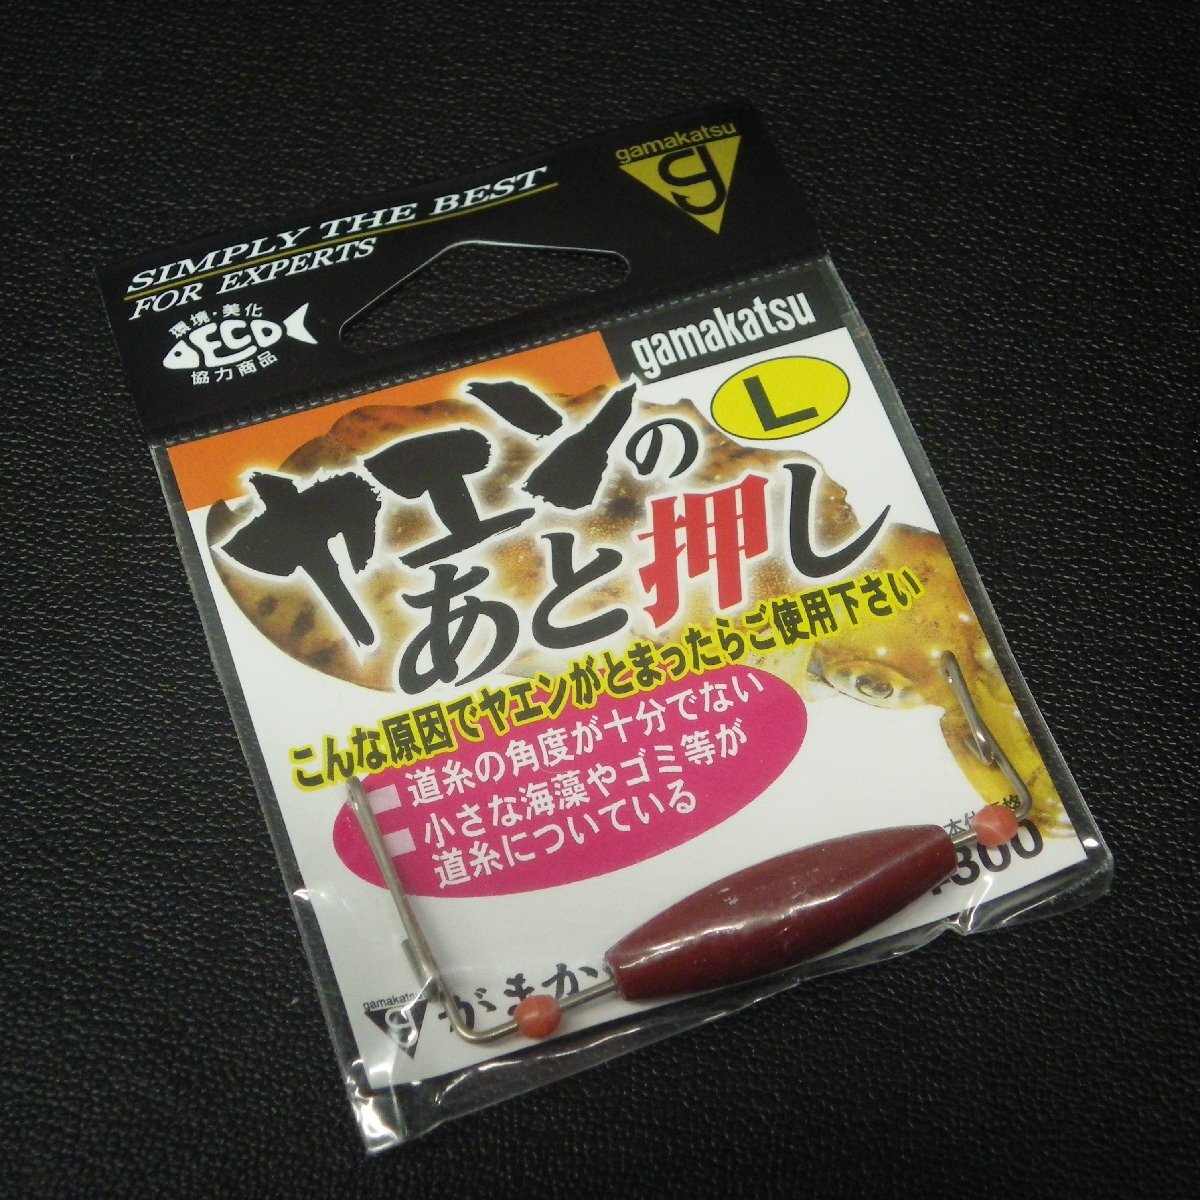 gamakatsu
SIMPLY THE BEST
FOR EXPERTS
環境・美化
DECO
協力商品
gamakatsu
L
ヤエンの
あと押し
こんな原因でヤエンがとまったらご使用下さい
道糸の角度が十分でない
小さな海藻やゴミ等が
道糸についている
300
gamakatsu
がまか